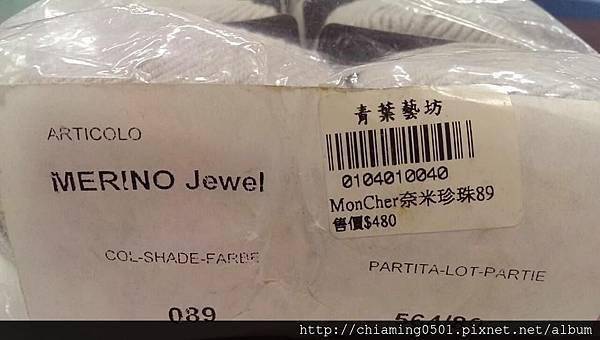 ARTICOLO
MERINO Jewel
COL-SHADE-FARBE
089
青葉藝坊
0104010040
MonCher奈米珍珠89
售價$480
PARTITA-LOT-PARTIE
http://chiaming0501.pixnet.net/album